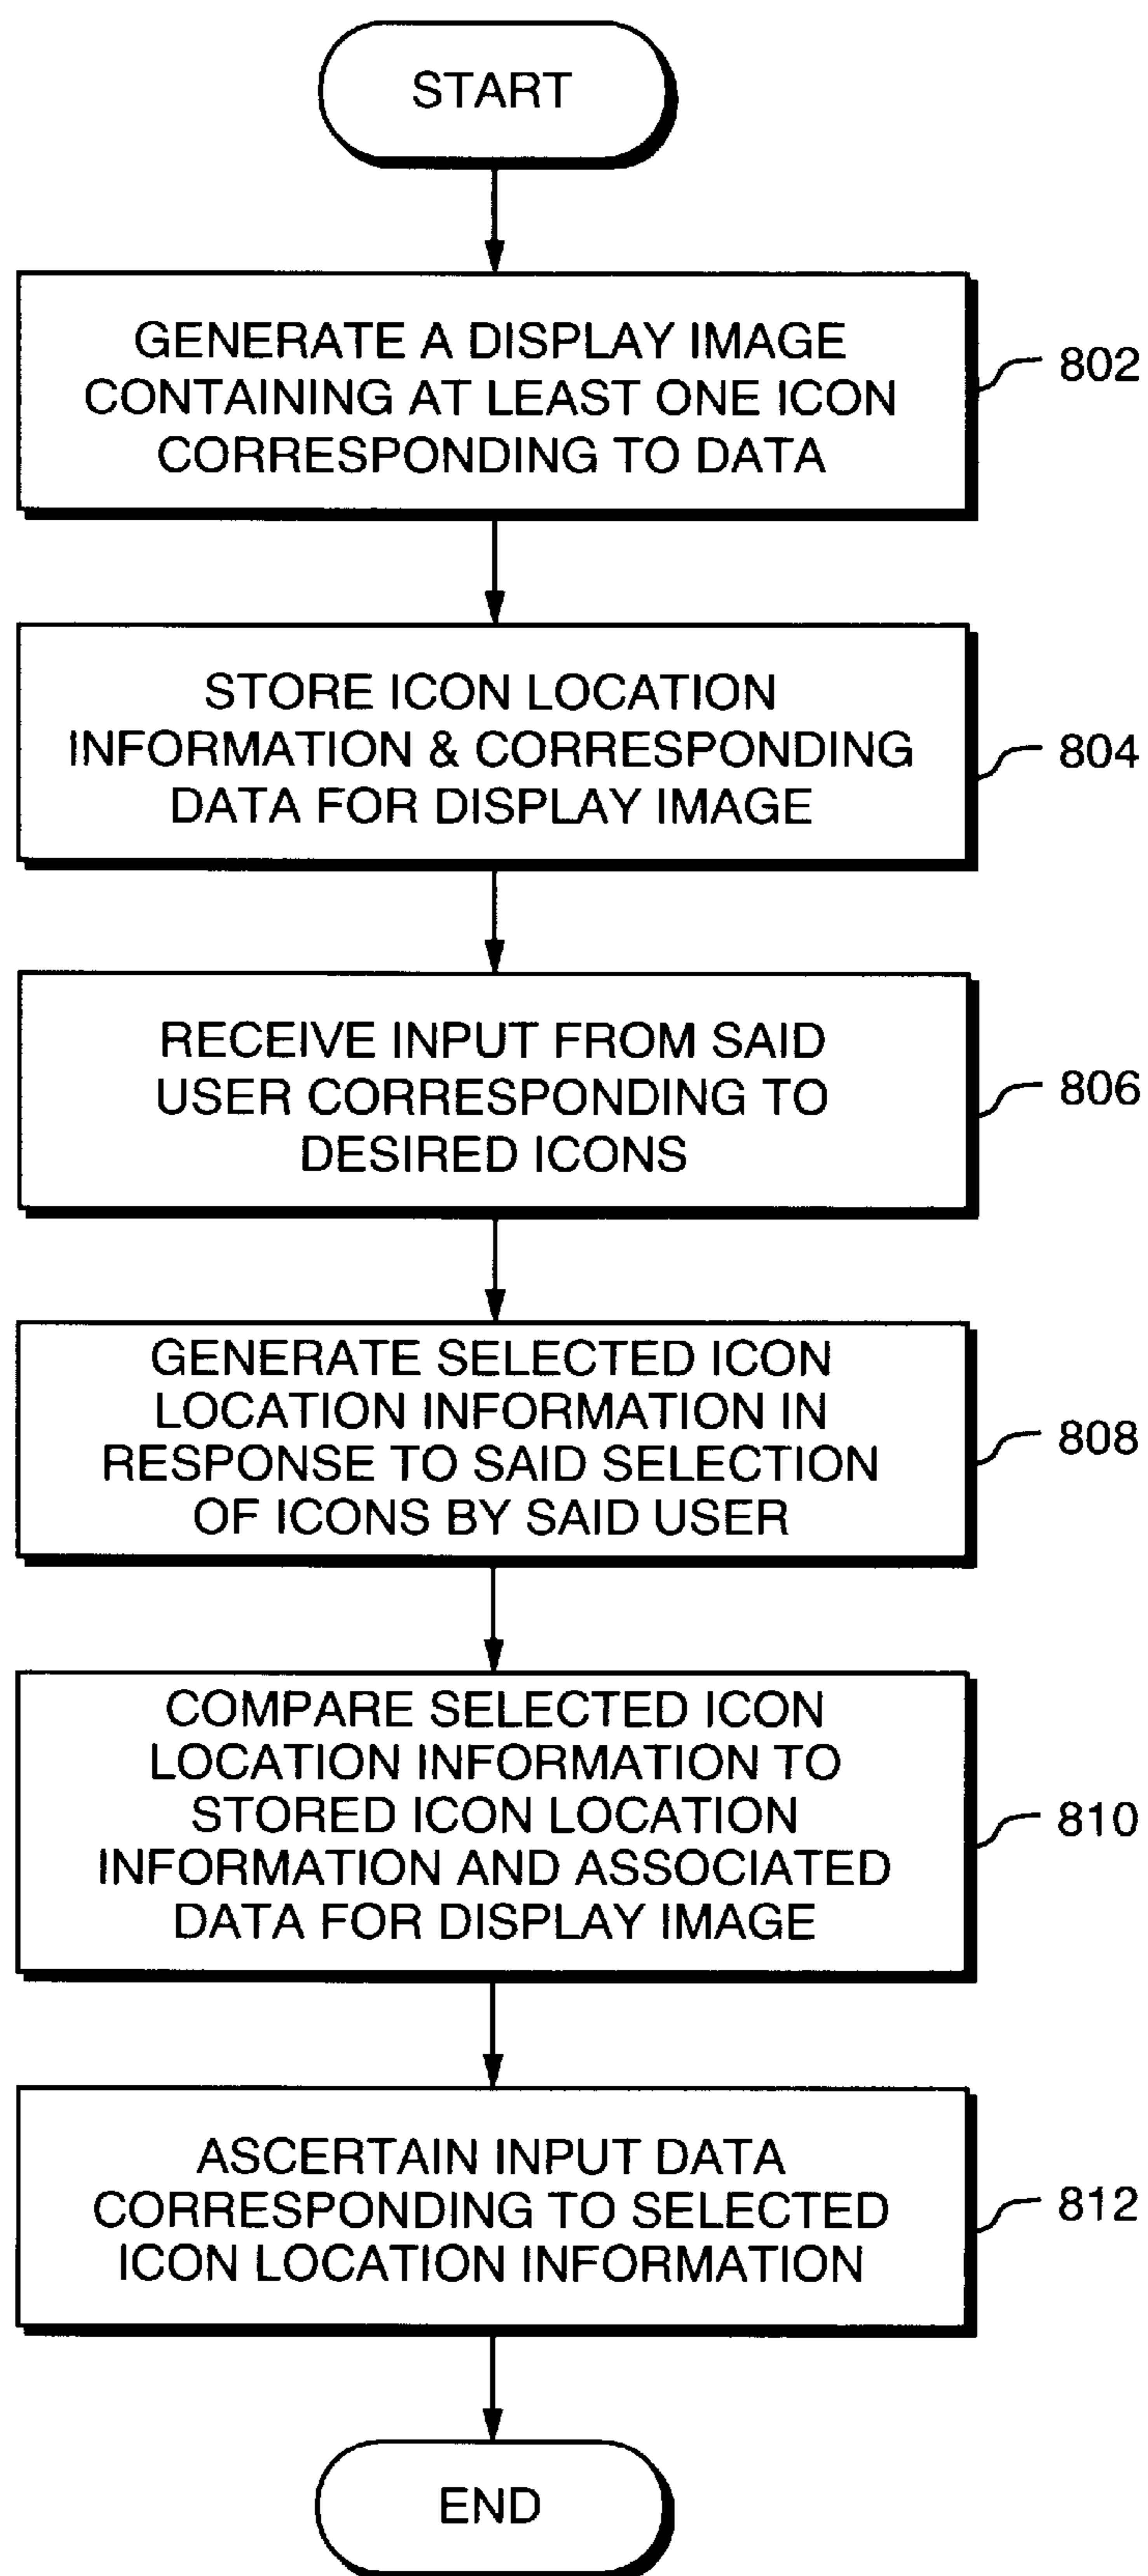 START
GENERATE A DISPLAY IMAGE
CONTAINING AT LEAST ONE ICON
CORRESPONDING TO DATA
802
STORE ICON LOCATION
INFORMATION & CORRESPONDING
DATA FOR DISPLAY IMAGE
804
RECEIVE INPUT FROM SAID
USER CORRESPONDING TO
DESIRED ICONS
806
GENERATE SELECTED ICON
LOCATION INFORMATION IN
RESPONSE TO SAID SELECTION
OF ICONS BY SAID USER
808
COMPARE SELECTED ICON
LOCATION INFORMATION TO
STORED ICON LOCATION
INFORMATION AND ASSOCIATED
DATA FOR DISPLAY IMAGE
810
ASCERTAIN INPUT DATA
CORRESPONDING TO SELECTED
ICON LOCATION INFORMATION
812
END